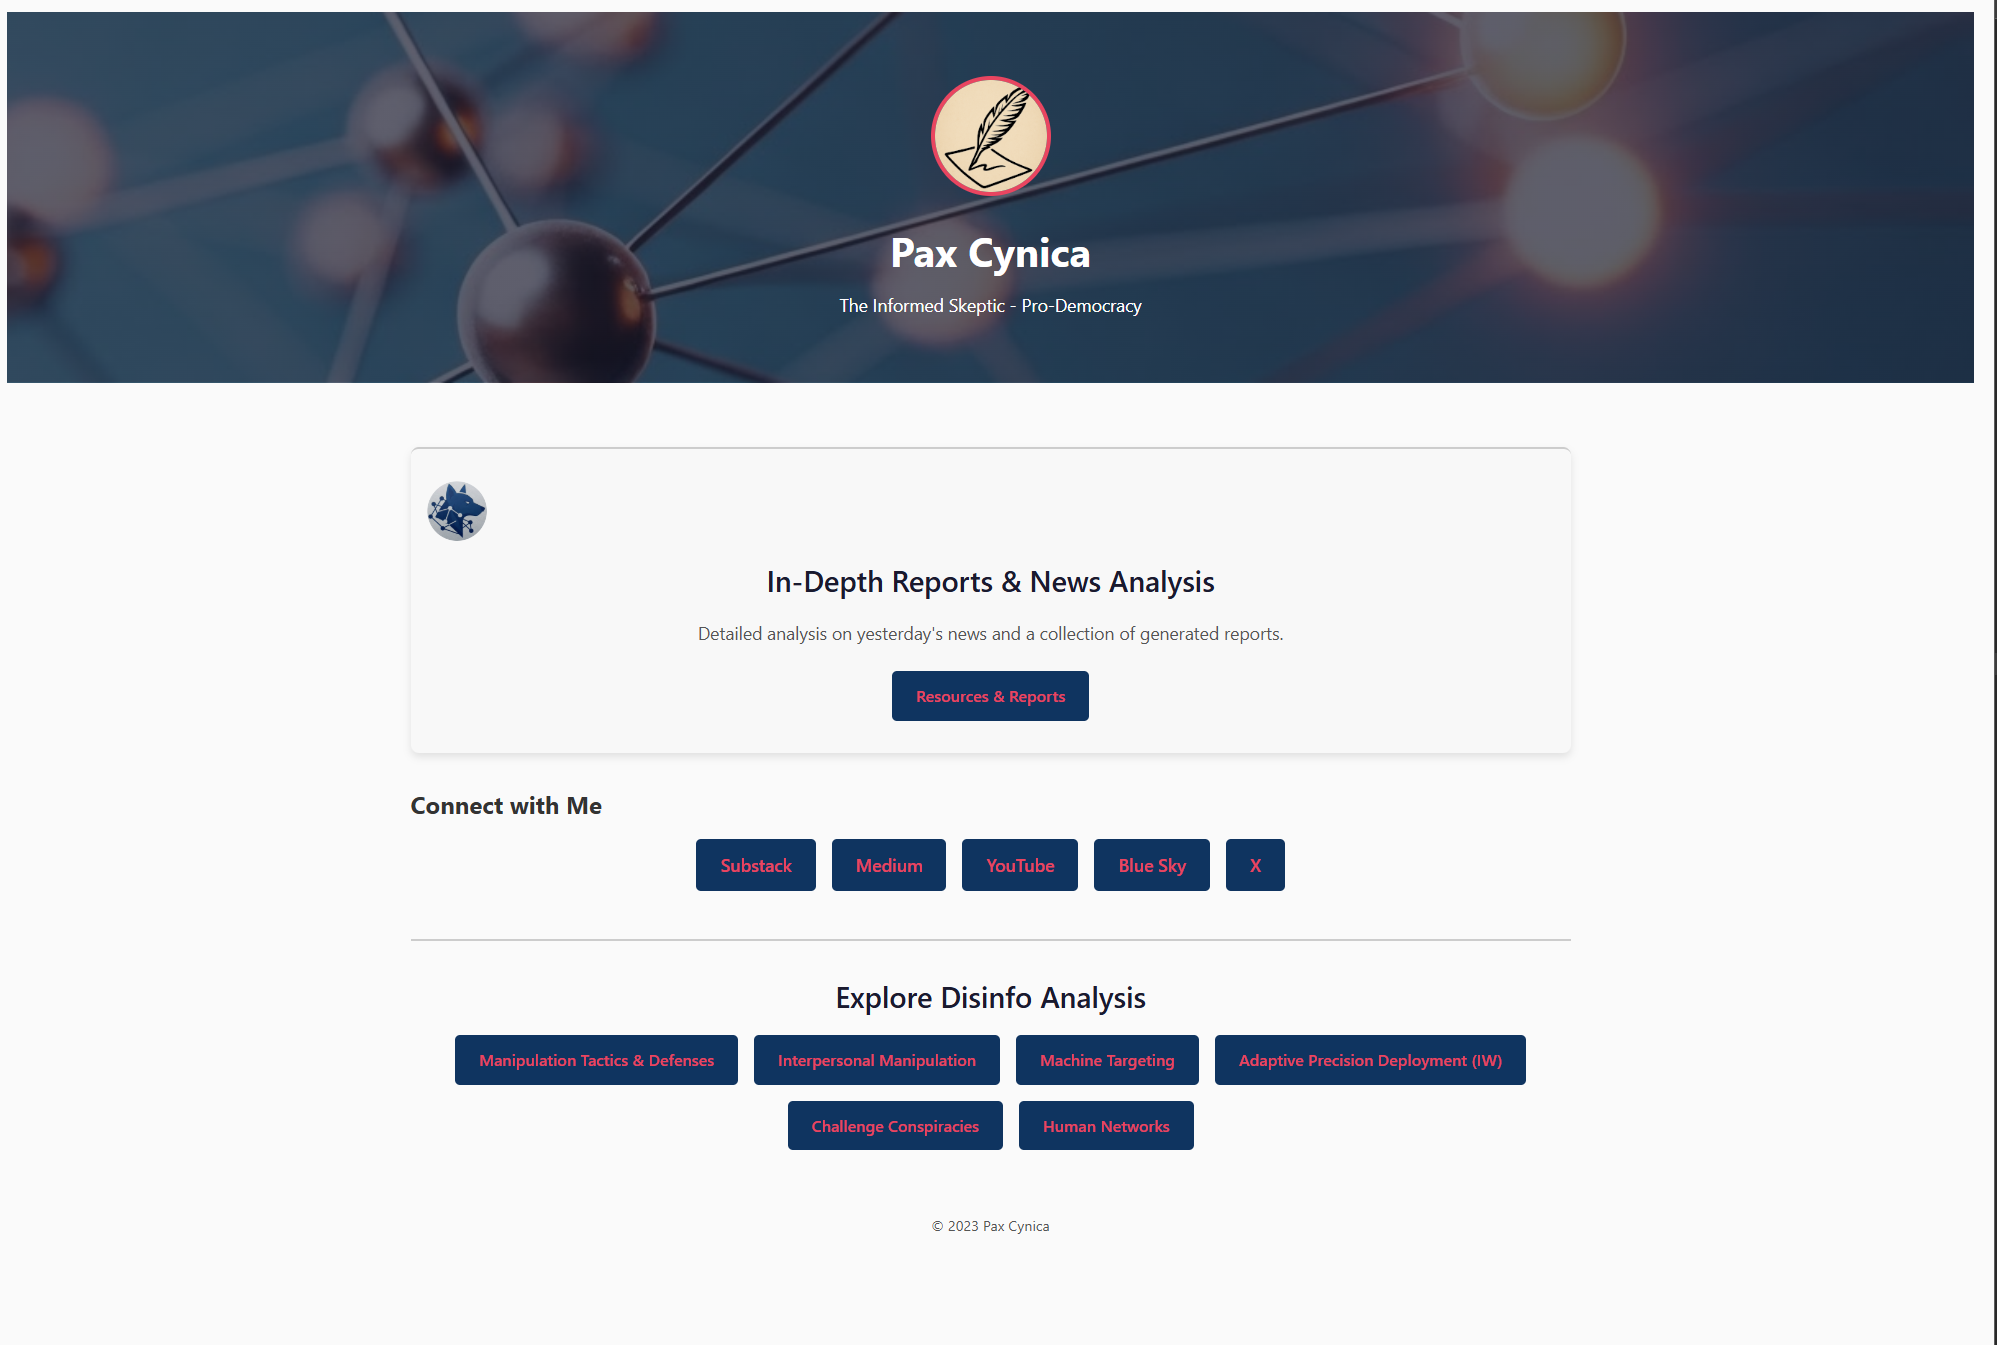 Pax Cynica
The Informed Skeptic - Pro-Democracy
In-Depth Reports & News Analysis
Detailed analysis on yesterday's news and a collection of generated reports.
Resources & Reports
Connect with Me
Substack Medium YouTube Blue Sky X
Explore Disinfo Analysis
Manipulation Tactics & Defenses Interpersonal Manipulation Machine Targeting Adaptive Precision Deployment (IW)
Challenge Conspiracies Human Networks
© 2023 Pax Cynica